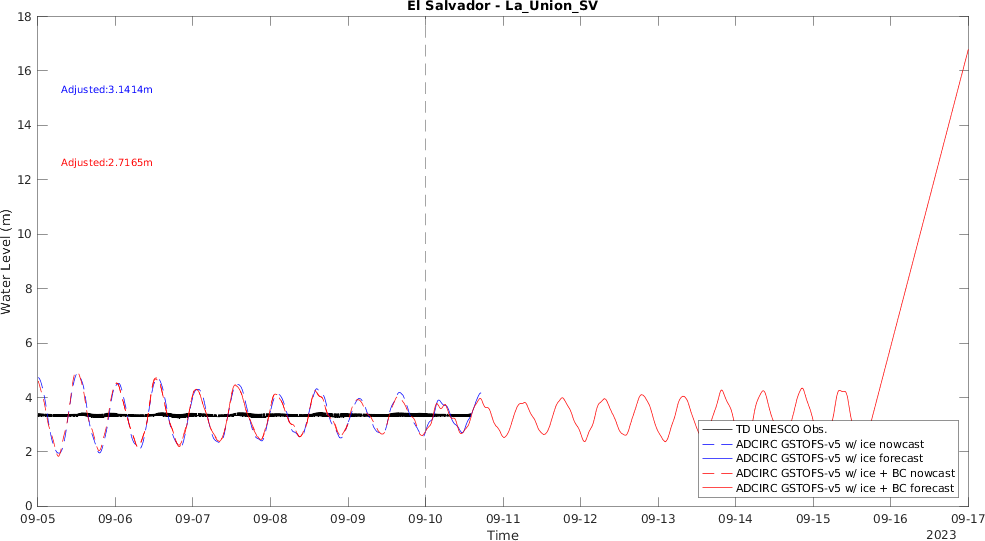 El Salvador - La_Union_SV
18
16
14
12
10
8
6
4
2
0
Water Level (m)
Adjusted:3.1414m
Adjusted:2.7165m
TD UNESCO Obs.
ADCIRC GSTOFS-v5 w/ ice nowcast
ADCIRC GSTOFS-v5 w/ ice forecast
ADCIRC GSTOFS-v5 w/ ice + BC nowcast
ADCIRC GSTOFS-v5 w/ ice + BC forecast
09-05 09-06 09-07 09-08 09-09 09-10 09-11 09-12 09-13 09-14 09-15 09-16 09-17
Time
2023